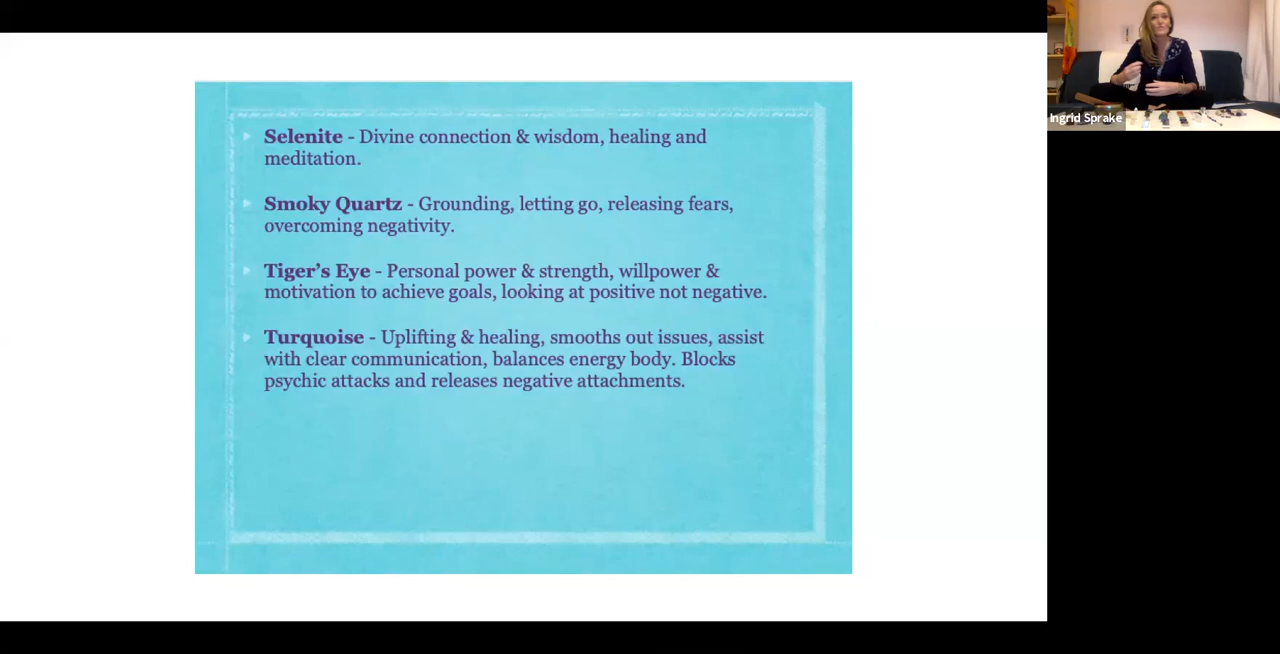 Selenite - Divine connection & wisdom, healing and
meditation.
Smoky Quartz - Grounding, letting go, releasing fears,
overcoming negativity.
Tiger’s Eye - Personal power & strength, willpower &
motivation to achieve goals, looking at positive not negative.
Turquoise - Uplifting & healing, smooths out issues, assist
with clear communication, balances energy body. Blocks
psychic attacks and releases negative attachments.
Ingrid Sprake